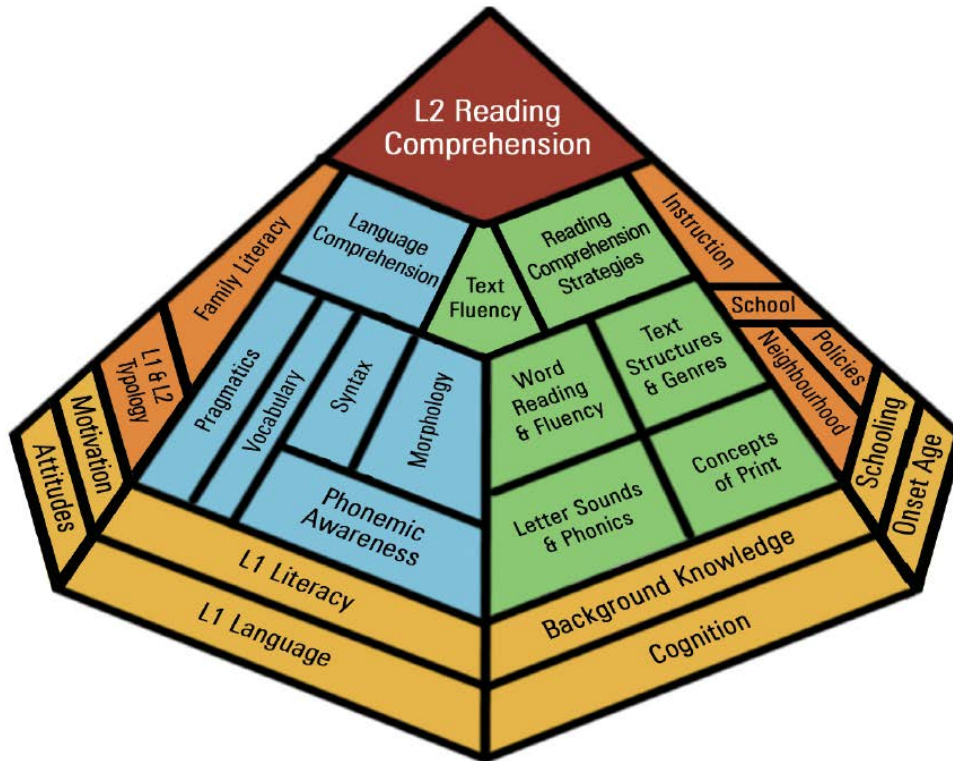 L2 Reading
Comprehension
Language
Comprehension
Text
Fluency
Reading
Comprehension
Strategies
Family Literacy
L1 & L2
Typology
Motivation
Attitudes
Pragmatics
Vocabulary
Syntax
Morphology
Phonemic
Awareness
Word
Reading
& Fluency
Text
Structures
& Genres
Letter Sounds
& Phonics
Concepts
of Print
Instruction
School
Policies
Neighbourhood
Schooling
Onset Age
L1 Literacy
L1 Language
Background Knowledge
Cognition